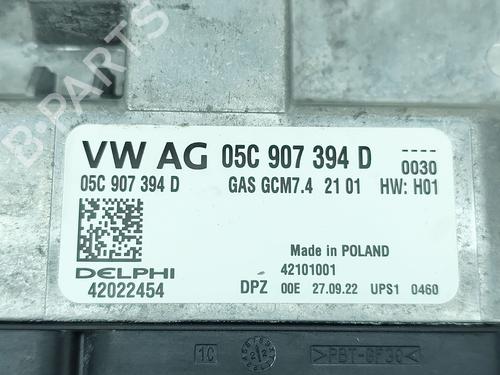 B-PARTS
VW AG 05C 907 394 D
0030
05C 907 394 D GAS GCM7.4 21 01 HW: H01
Made in POLAND
42101001
DELPHI
42022454
DPZ 00E 27.09.22 UPS1 0460
1C
>PBT-GF30<